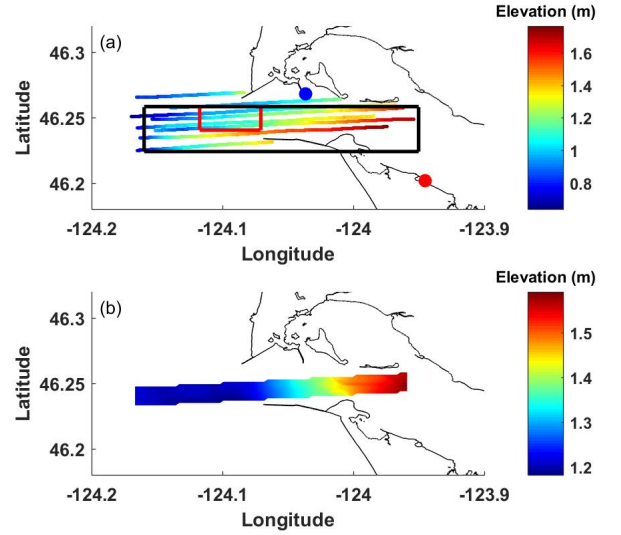 Elevation (m)
(a)
46.3
46.25
46.2
Latitude
-124.2
-124.1
-124
-123.9
Longitude
1.6
1.4
1.2
1
0.8
Elevation (m)
(b)
46.3
46.25
46.2
Latitude
-124.2
-124.1
-124
-123.9
Longitude
1.5
1.4
1.3
1.2